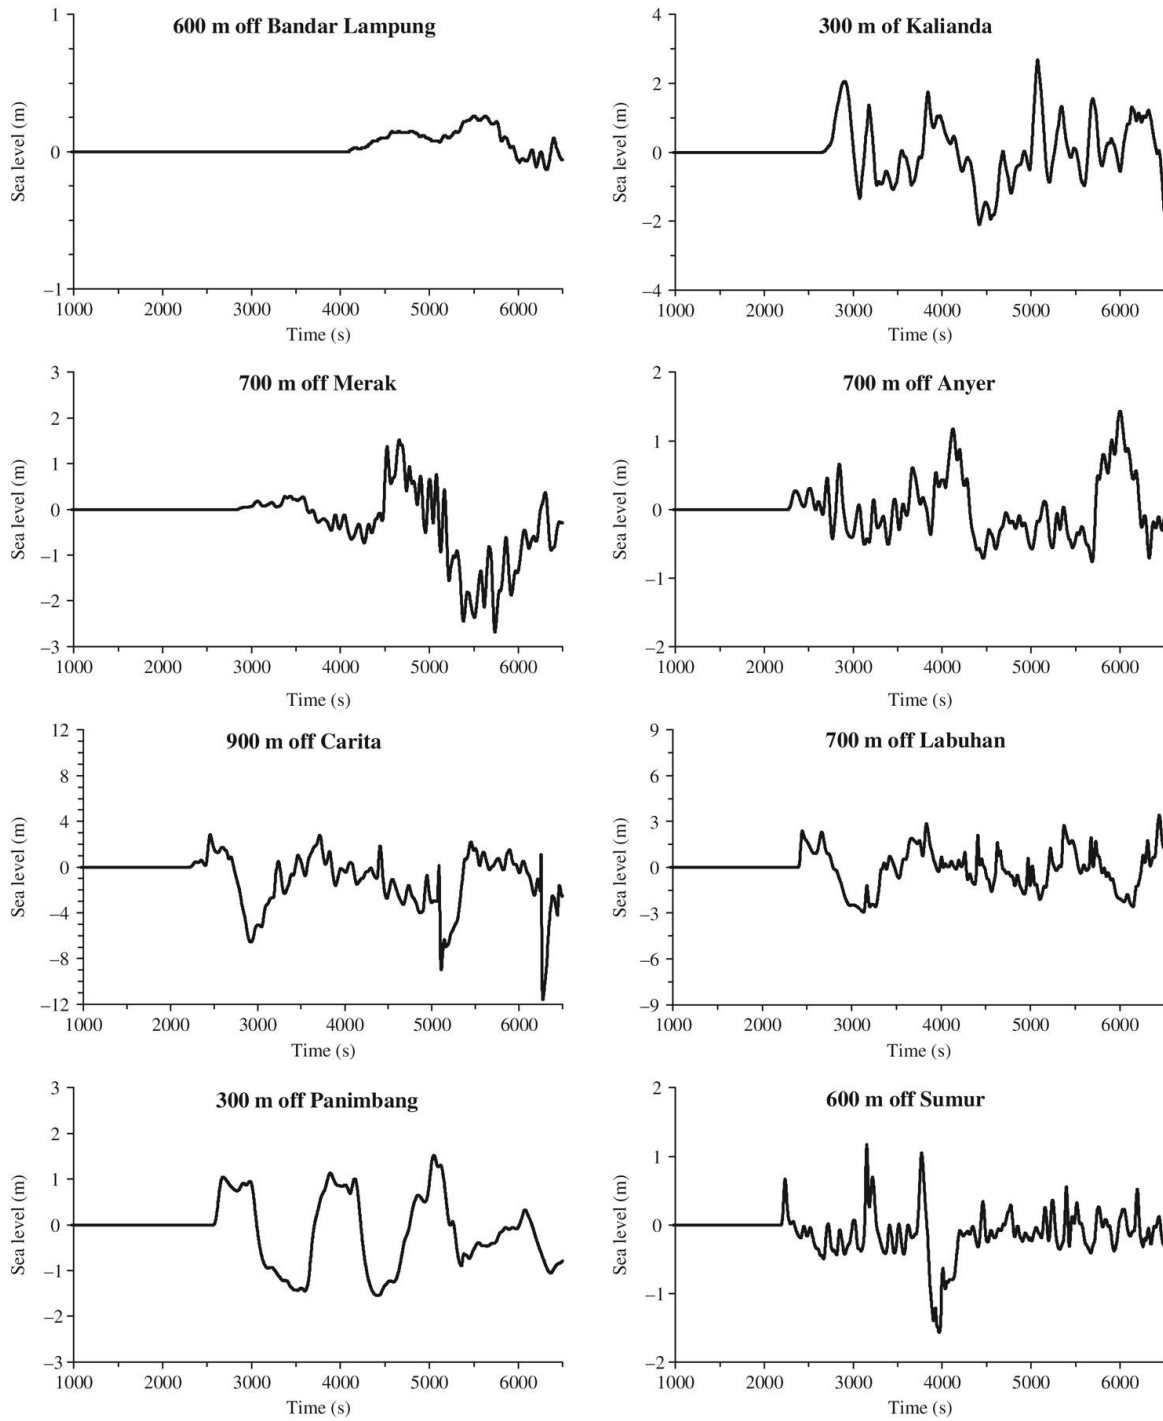 600 m off Bandar Lampung
Sea level (m)
1
0
–1
1000 2000 3000 4000 5000 6000
Time (s)
300 m of Kalianda
Sea level (m)
4
2
0
–2
–4
1000 2000 3000 4000 5000 6000
Time (s)
700 m off Merak
Sea level (m)
3
2
1
0
–1
–2
–3
1000 2000 3000 4000 5000 6000
Time (s)
700 m off Anyer
Sea level (m)
2
1
0
–1
–2
1000 2000 3000 4000 5000 6000
Time (s)
900 m off Carita
Sea level (m)
12
8
4
0
–4
–8
–12
1000 2000 3000 4000 5000 6000
Time (s)
700 m off Labuhan
Sea level (m)
9
6
3
0
–3
–6
–9
1000 2000 3000 4000 5000 6000
Time (s)
300 m off Panimbang
Sea level (m)
3
2
1
0
–1
–2
–3
1000 2000 3000 4000 5000 6000
Time (s)
600 m off Sumur
Sea level (m)
2
1
0
–1
–2
1000 2000 3000 4000 5000 6000
Time (s)